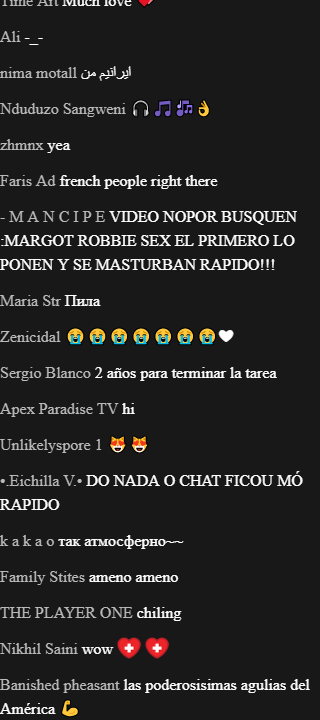 Time Art Much love ❤️
Ali -_-
nima motall ایرانیم من
Nduduzo Sangweni 🎧 🎵 🎶 👌
zhmnx yea
Faris Ad french people right there
- M A N C I P E VIDEO NOPOR BUSQUEN
:MARGOT ROBBIE SEX EL PRIMERO LO
PONEN Y SE MASTURBAN RAPIDO!!!
Maria Str Пила
Zenicidal 😭 😭 😭 😭 😭 😭 😭 🤍
Sergio Blanco 2 años para terminar la tarea
Apex Paradise TV hi
Unlikelyspore 1 😻 😻
•.Eichilla V.• DO NADA O CHAT FICOU MÓ
RAPIDO
k a k a o так атмосферно~~
Family Stites ameno ameno
THE PLAYER ONE chiling
Nikhil Saini wow
Banished pheasant las poderosisimas agulias del
América 💪